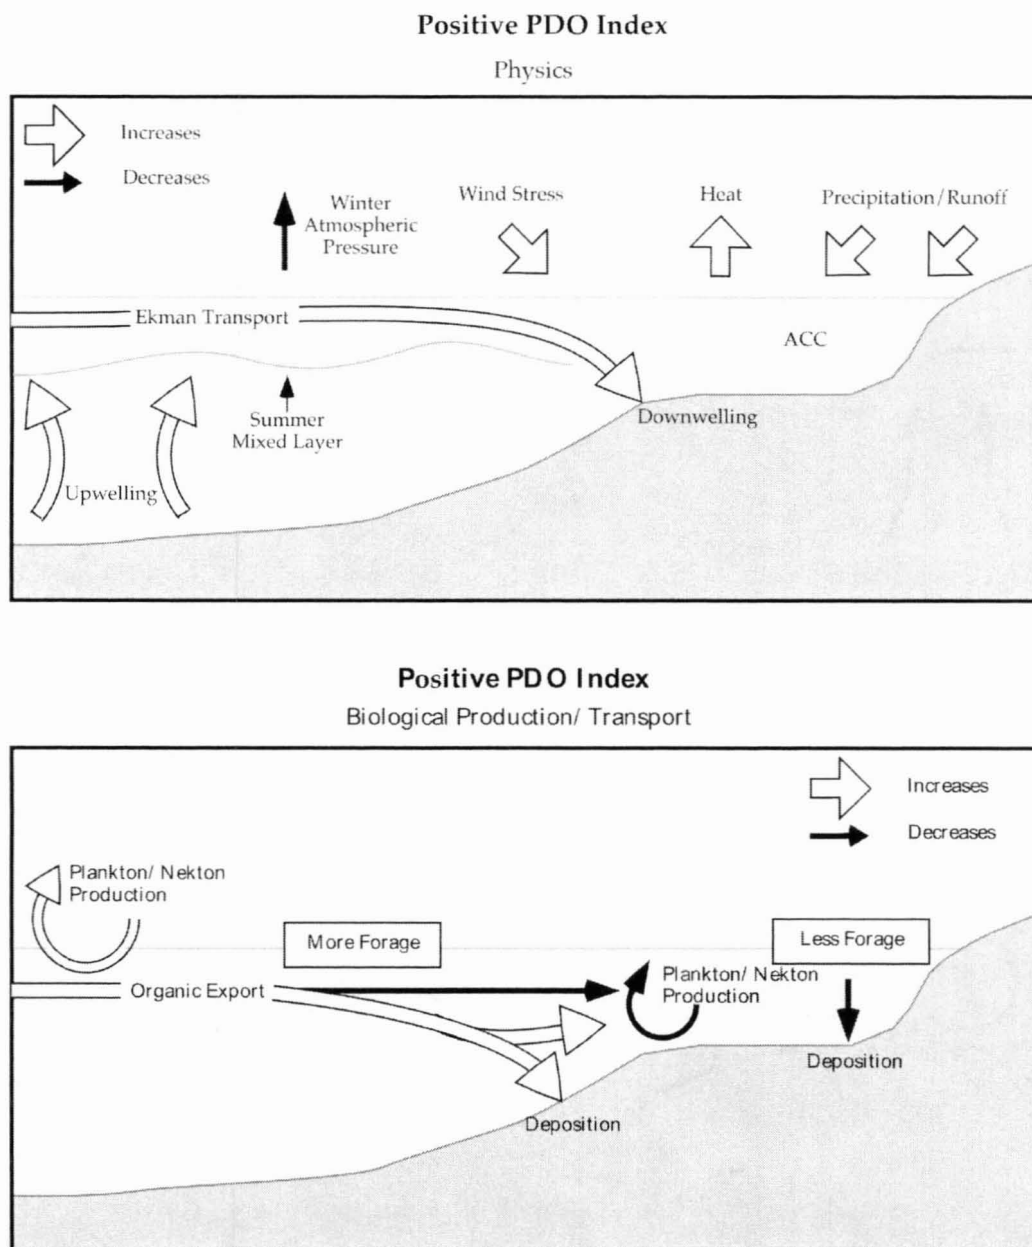 Positive PDO Index
Physics
Increases
Decreases
Winter
Atmospheric
Pressure
Wind Stress
Heat
Precipitation/Runoff
Ekman Transport
ACC
Summer
Mixed Layer
Downwelling
Upwelling
Positive PDO Index
Biological Production/ Transport
Increases
Decreases
Plankton/ Nekton
Production
More Forage
Less Forage
Organic Export
Plankton/ Nekton
Production
Deposition
Deposition